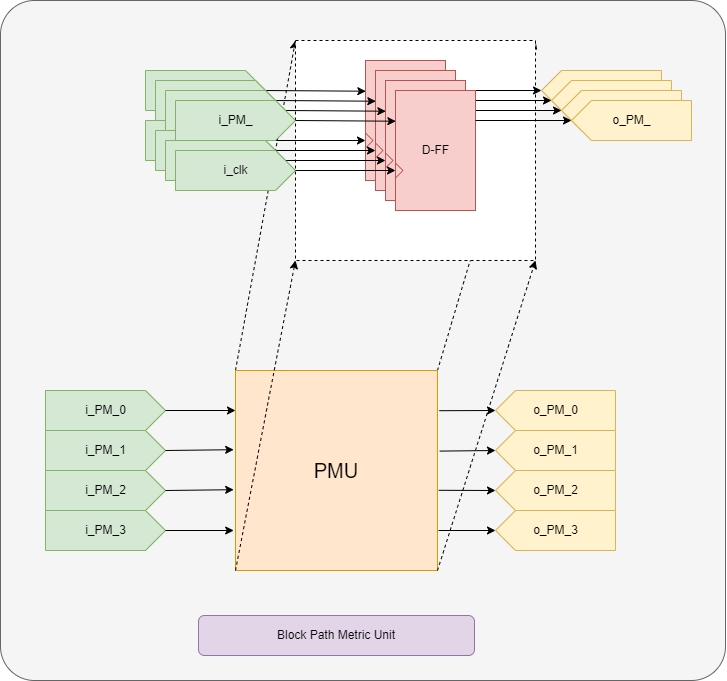 i_PM_
D-FF
o_PM_
i_clk
i_PM_0
o_PM_0
i_PM_1
o_PM_1
PMU
i_PM_2
o_PM_2
i_PM_3
o_PM_3
Block Path Metric Unit